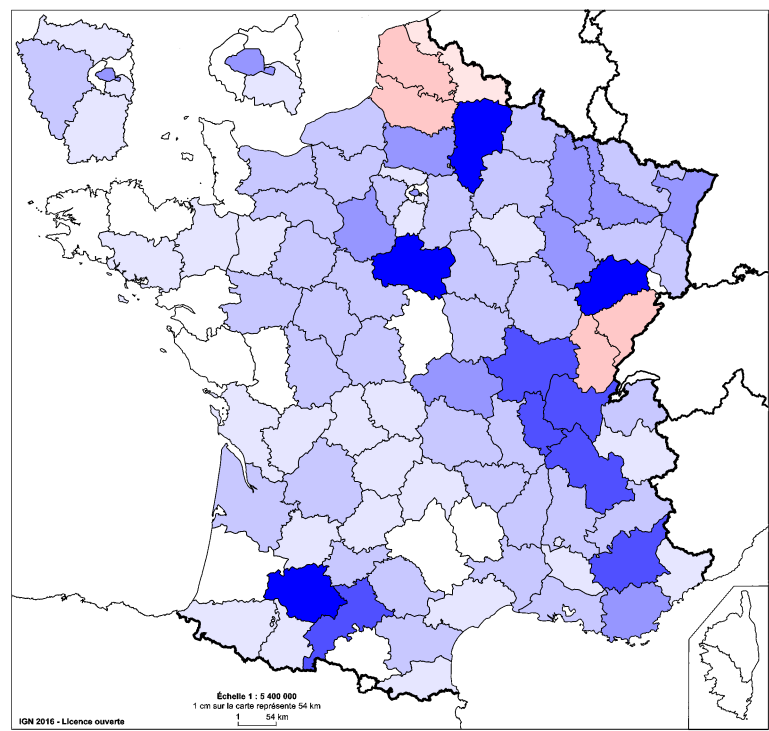 Échelle 1 : 5 400 000
1 cm sur la carte représente 54 km
1 54 km
IGN 2016 - Licence ouverte